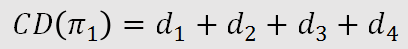 CD(π₁) = d₁ + d₂ + d₃ + d₄